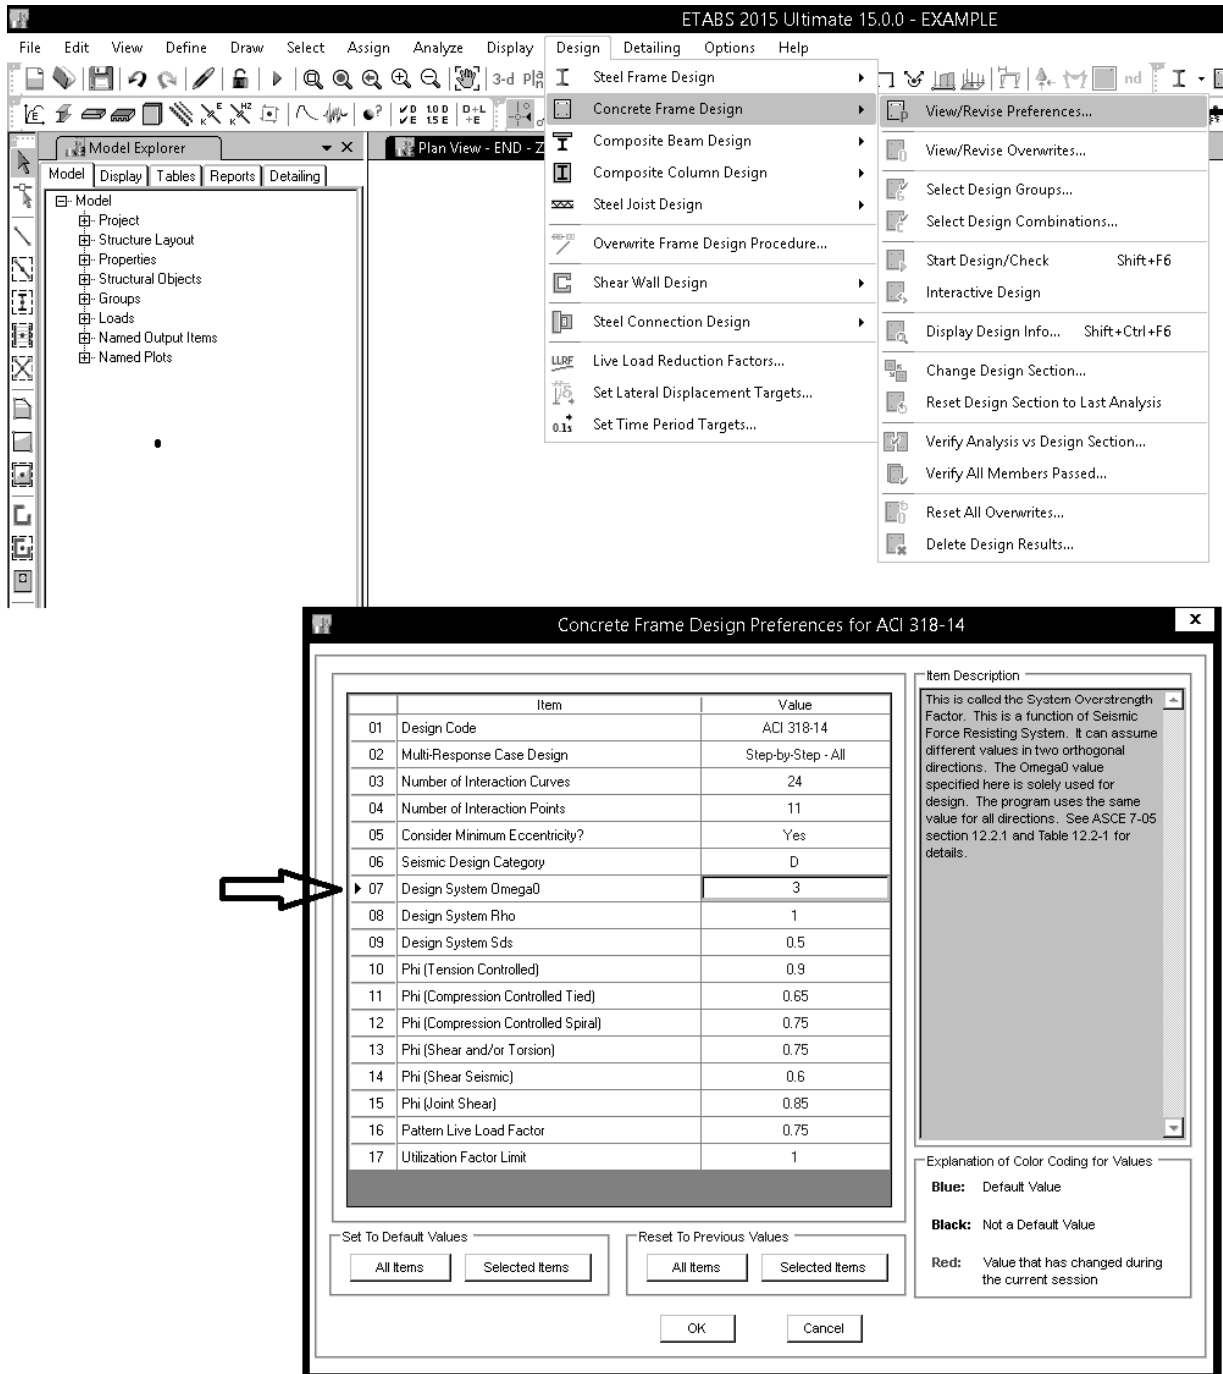 ETABS 2015 Ultimate 15.0.0 - EXAMPLE
File Edit View Define Draw Select Assign Analyze Display Design Detailing Options Help
3-d Pla
nd
Model Explorer
Plan View - END - Z
Model Display Tables Reports Detailing
Model
Project
Structure Layout
Properties
Structural Objects
Groups
Loads
Named Output Items
Named Plots
Steel Frame Design
Concrete Frame Design
Composite Beam Design
Composite Column Design
Steel Joist Design
Overwrite Frame Design Procedure...
Shear Wall Design
Steel Connection Design
LLRF Live Load Reduction Factors...
Set Lateral Displacement Targets...
0.1s Set Time Period Targets...
View/Revise Preferences...
View/Revise Overwrites...
Select Design Groups...
Select Design Combinations...
Start Design/Check Shift+F6
Interactive Design
Display Design Info... Shift+Ctrl+F6
Change Design Section...
Reset Design Section to Last Analysis
Verify Analysis vs Design Section...
Verify All Members Passed...
Reset All Overwrites...
Delete Design Results...
Concrete Frame Design Preferences for ACI 318-14
X
Item Value
01 Design Code ACI 318-14
02 Multi-Response Case Design Step-by-Step - All
03 Number of Interaction Curves 24
04 Number of Interaction Points 11
05 Consider Minimum Eccentricity? Yes
06 Seismic Design Category D
07 Design System Omega0 3
08 Design System Rho 1
09 Design System Sds 0.5
10 Phi (Tension Controlled) 0.9
11 Phi (Compression Controlled Tied) 0.65
12 Phi (Compression Controlled Spiral) 0.75
13 Phi (Shear and/or Torsion) 0.75
14 Phi (Shear Seismic) 0.6
15 Phi (Joint Shear) 0.85
16 Pattern Live Load Factor 0.75
17 Utilization Factor Limit 1
Item Description
This is called the System Overstrength
Factor. This is a function of Seismic
Force Resisting System. It can assume
different values in two orthogonal
directions. The Omega0 value
specified here is solely used for
design. The program uses the same
value for all directions. See ASCE 7-05
section 12.2.1 and Table 12.2-1 for
details.
Explanation of Color Coding for Values
Blue: Default Value
Black: Not a Default Value
Red: Value that has changed during
the current session
Set To Default Values
All Items Selected Items
Reset To Previous Values
All Items Selected Items
OK Cancel